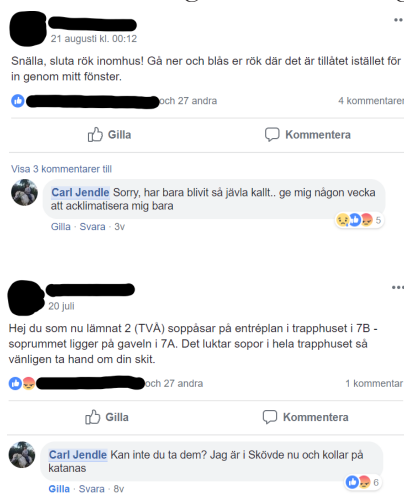 21 augusti kl. 00:12
Snälla, sluta rök inomhus! Gå ner och blås er rök där det är tillåtet istället för
in genom mitt fönster.
och 27 andra 4 kommentarer
Gilla Kommentera
Visa 3 kommentarer till
Carl Jendle Sorry, har bara blivit så jävla kallt.. ge mig någon vecka
att acklimatisera mig bara
5
Gilla · Svara · 3v
20 juli
Hej du som nu lämnat 2 (TVÅ) soppåsar på entréplan i trapphuset i 7B -
soprummet ligger på gaveln i 7A. Det luktar sopor i hela trapphuset så
vänligen ta hand om din skit.
och 27 andra 1 kommentar
Gilla Kommentera
Carl Jendle Kan inte du ta dem? Jag är i Skövde nu och kollar på
katanas
6
Gilla · Svara · 8v